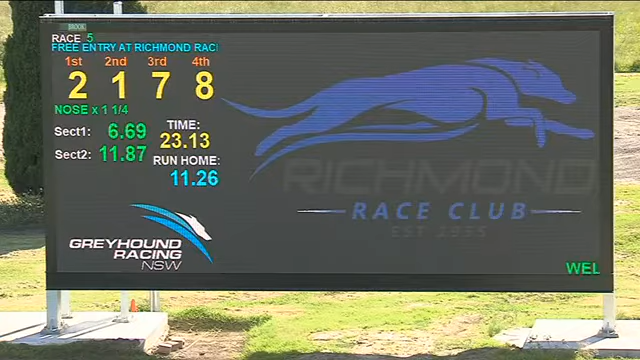 RACE 5
FREE ENTRY AT RICHMOND RACI
1st 2nd 3rd 4th
2 1 7 8
NOSE x 1 1/4
Sect1: 6.69
Sect2: 11.87
TIME:
23.13
RUN HOME:
11.26
GREYHOUND
RACING
NSW
RICHMOND
RACE CLUB
EST 1955
WEL